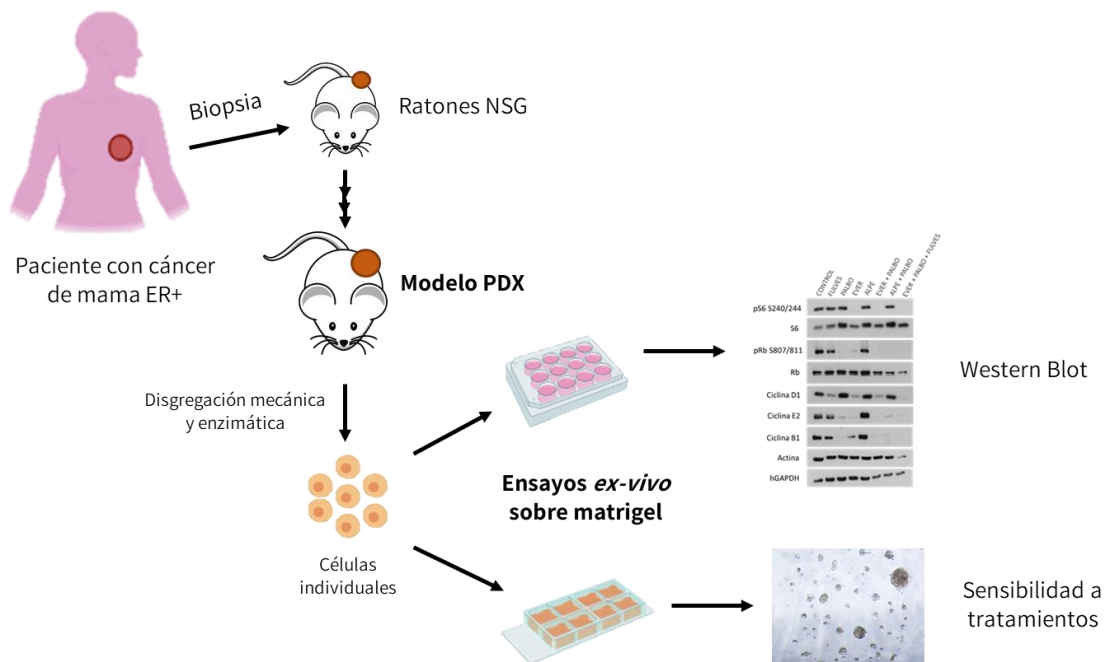 Biopsia
Ratones NSG
Paciente con cáncer
de mama ER+
Modelo PDX
Disgregación mecánica
y enzimática
Células
individuales
Ensayos ex-vivo
sobre matrigel
CONTROL
FULVES
PALBO
EVER
ALPE
EVER + PALBO
ALPE + PALBO
EVER + PALBO + FULVES
pS6 S240/244
S6
pRb S807/811
Rb
Ciclina D1
Ciclina E2
Ciclina B1
Actina
hGAPDH
Western Blot
Sensibilidad a
tratamientos